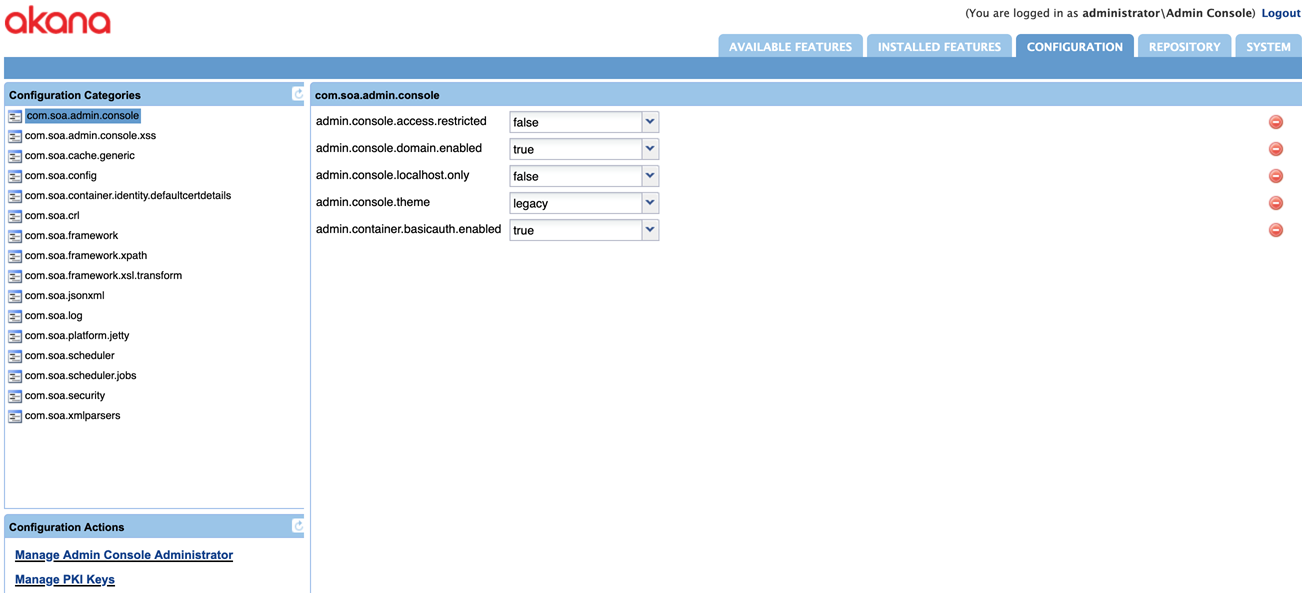 akana
(You are logged in as administrator\Admin Console) Logout
AVAILABLE FEATURES
INSTALLED FEATURES
CONFIGURATION
REPOSITORY
SYSTEM
Configuration Categories
com.soa.admin.console
com.soa.admin.console.xss
com.soa.cache.generic
com.soa.config
com.soa.container.identity.defaultcertdetails
com.soa.crl
com.soa.framework
com.soa.framework.xpath
com.soa.framework.xsl.transform
com.soa.jsonxml
com.soa.log
com.soa.platform.jetty
com.soa.scheduler
com.soa.scheduler.jobs
com.soa.security
com.soa.xmlparsers
Configuration Actions
Manage Admin Console Administrator
Manage PKI Keys
com.soa.admin.console
admin.console.access.restricted false
admin.console.domain.enabled true
admin.console.localhost.only false
admin.console.theme legacy
admin.container.basicauth.enabled true